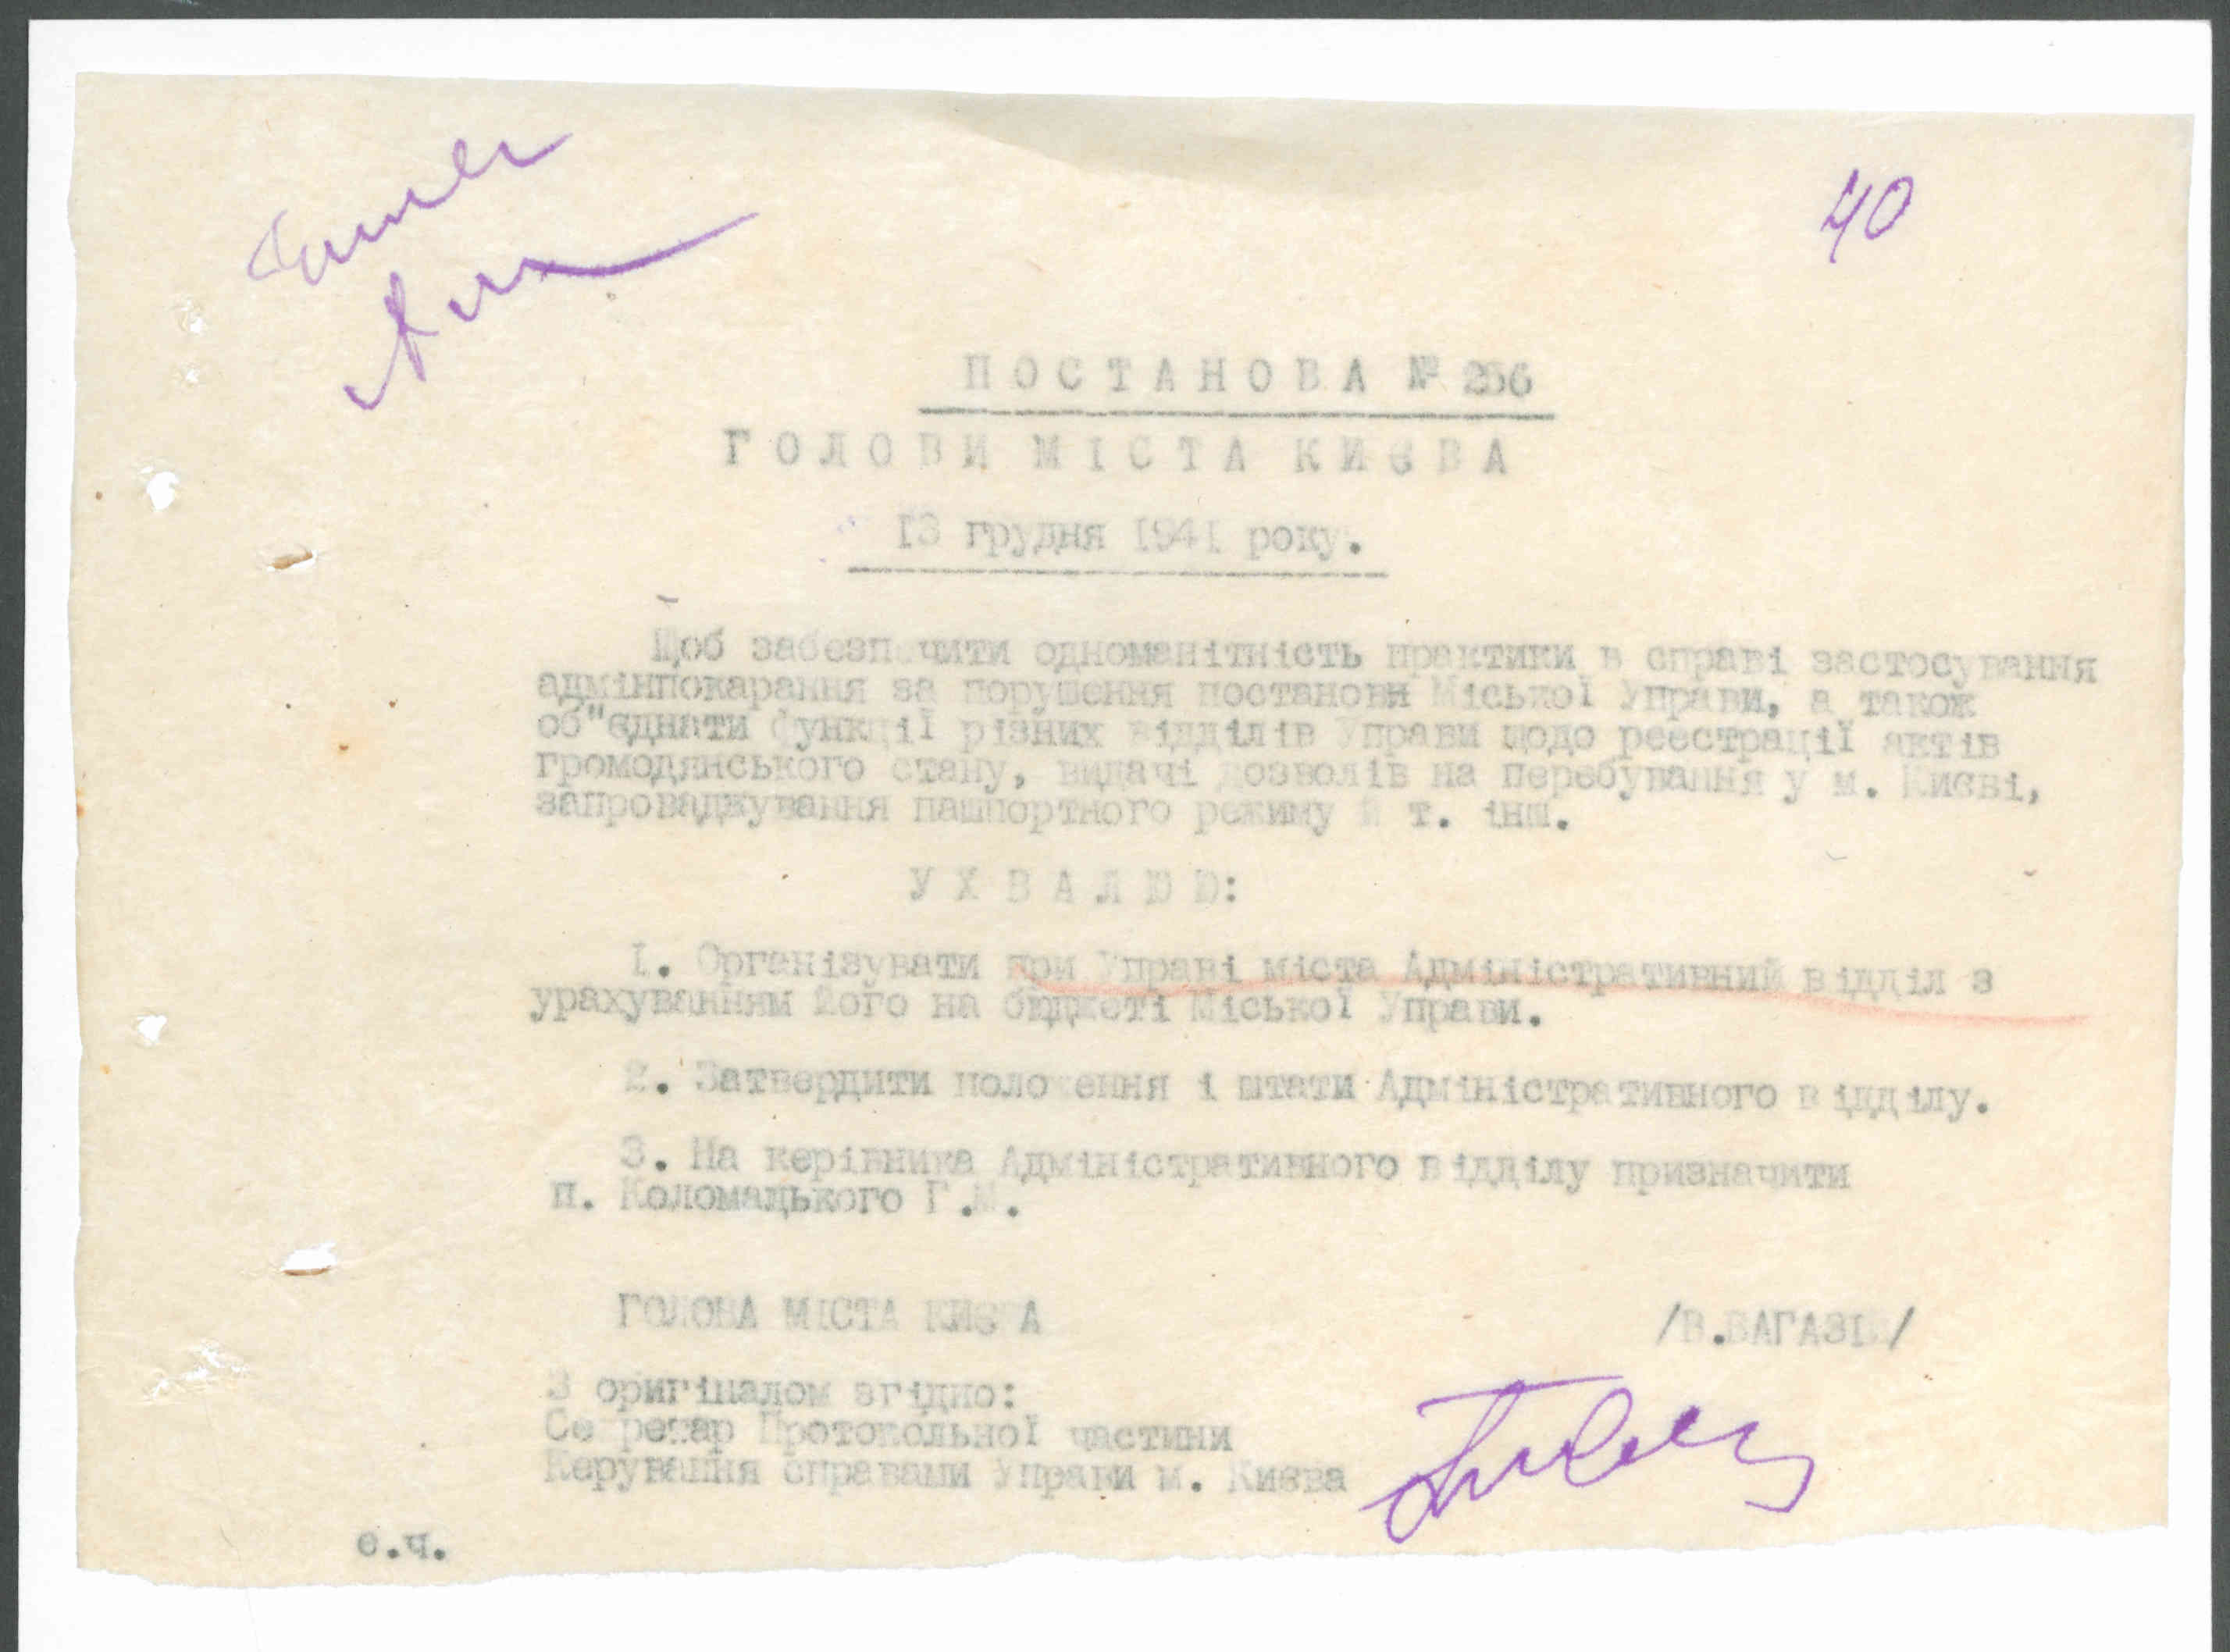 40
ПОСТАНОВА № 256
ГОЛОВИ МІСТА КИЄВА
13 грудня 1941 року.
Щоб забезпечити одноманітність практики в справі застосування
адмінпокарання за порушення постанови Міської Управи, а також
об"єднати функції різних відділів Управи щодо реєстрації актів
громодянського стану, видачі дозволів на перебування у м. Києві,
запроваджування пашпортного режиму й т. інш.
УХВАЛЮЮ:
1. Організувати при Управі міста Адміністративний відділ з
урахуванням його на бюджеті Міської Управи.
2. Затвердити положення і штати Адміністративного відділу.
3. На керівника Адміністративного відділу призначити
п. Коломацького Г.М.
ГОЛОВА МІСТА КИЄВА
/В.БАГАЗІЙ/
З оригіналом згідно:
Секретар Протокольної частини
Керування справами Управи м. Києва
о.ч.